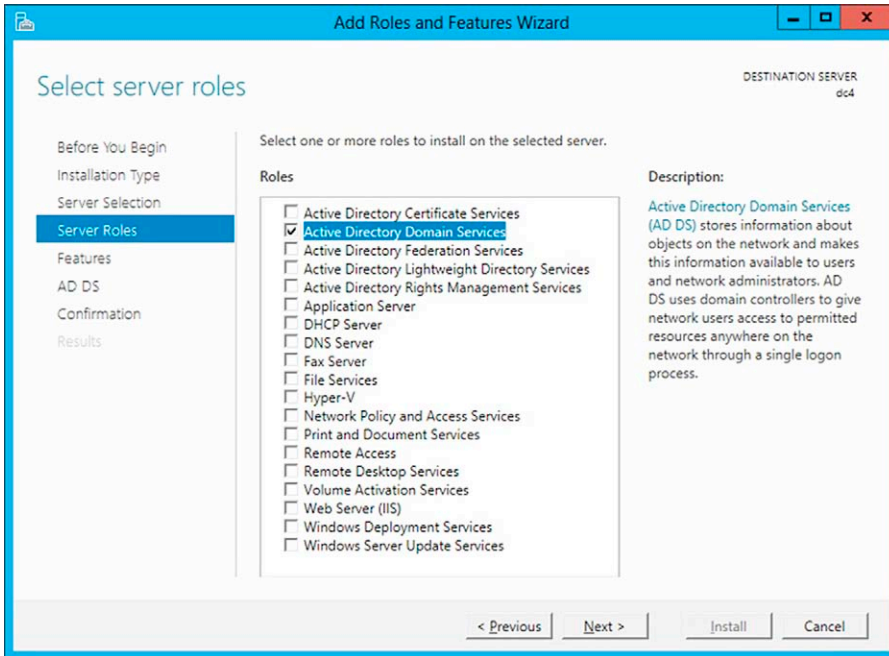 Add Roles and Features Wizard
Select server roles
DESTINATION SERVER
dc4
Before You Begin
Installation Type
Server Selection
Server Roles
Features
AD DS
Confirmation
Results
Select one or more roles to install on the selected server.
Roles
Active Directory Certificate Services
Active Directory Domain Services
Active Directory Federation Services
Active Directory Lightweight Directory Services
Active Directory Rights Management Services
Application Server
DHCP Server
DNS Server
Fax Server
File Services
Hyper-V
Network Policy and Access Services
Print and Document Services
Remote Access
Remote Desktop Services
Volume Activation Services
Web Server (IIS)
Windows Deployment Services
Windows Server Update Services
Description:
Active Directory Domain Services
(AD DS) stores information about
objects on the network and makes
this information available to users
and network administrators. AD
DS uses domain controllers to give
network users access to permitted
resources anywhere on the
network through a single logon
process.
< Previous
Next >
Install
Cancel